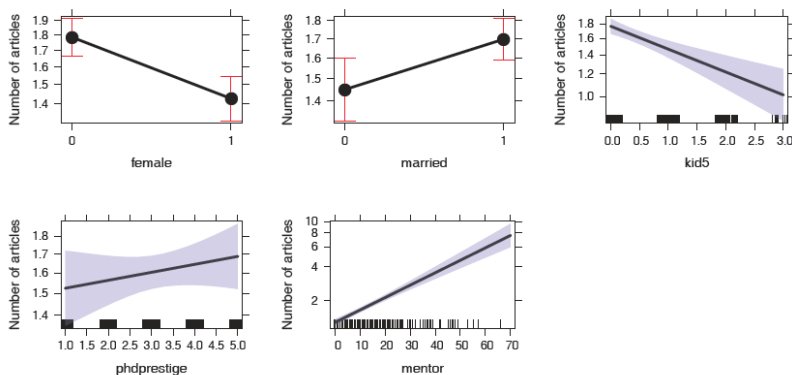 Number of articles
1.9
1.8
1.7
1.6
1.5
1.4
0 1
female
Number of articles
1.8
1.7
1.6
1.5
1.4
0 1
married
Number of articles
1.8
1.6
1.4
1.2
1.0
0.0 0.5 1.0 1.5 2.0 2.5 3.0
kid5
Number of articles
1.8
1.7
1.6
1.5
1.4
1.0 1.5 2.0 2.5 3.0 3.5 4.0 4.5 5.0
phdprestige
Number of articles
10
8
6
4
2
0 10 20 30 40 50 60 70
mentor